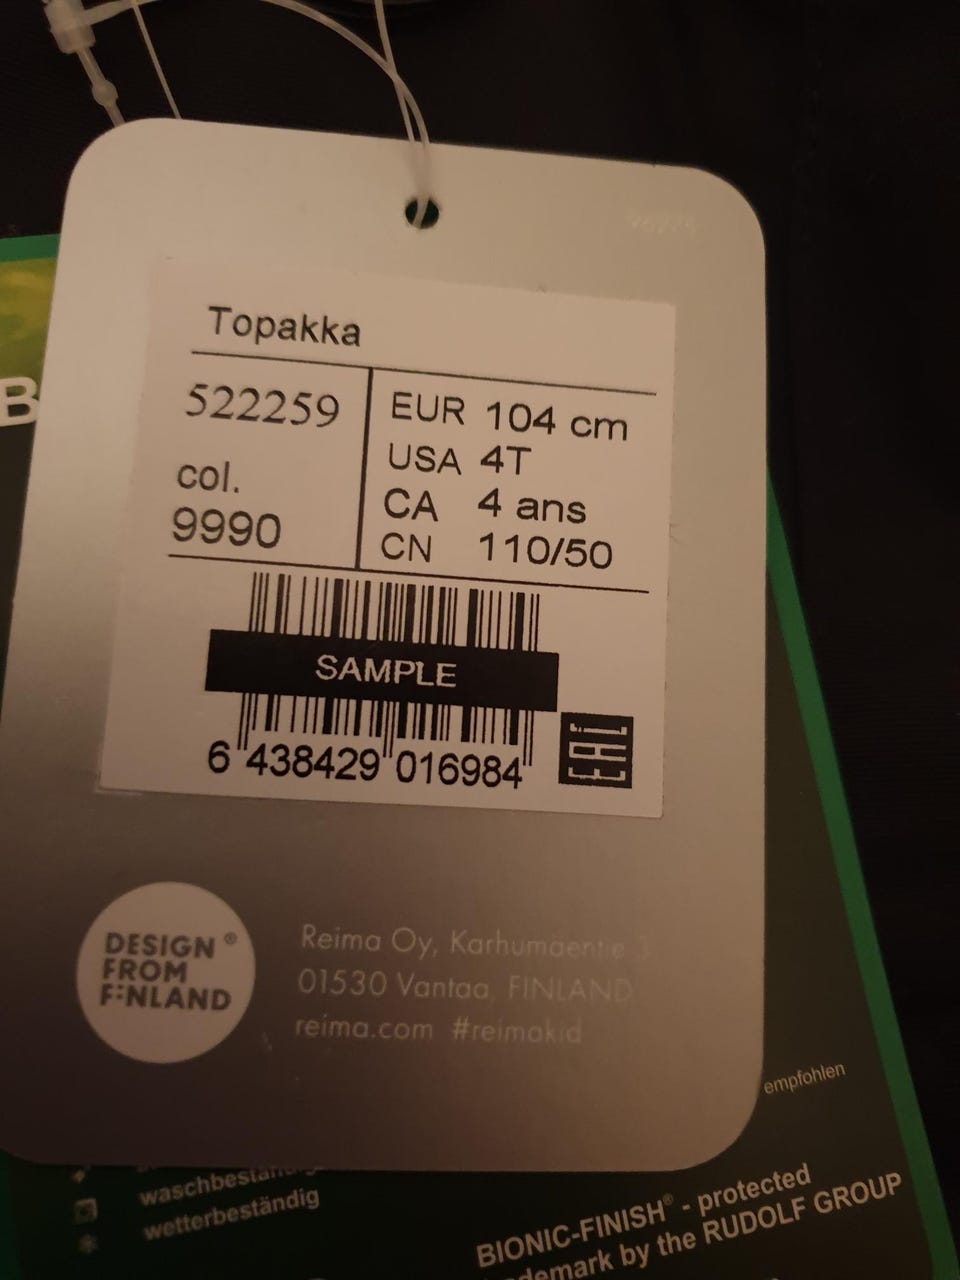 Topakka
522259
col.
9990
EUR 104 cm
USA 4T
CA 4 ans
CN 110/50
SAMPLE
6 438429 016984
EAC
DESIGN ®
FROM
FINLAND
Reima Oy, Karhumäentie 3
01530 Vantaa, FINLAND
reima.com #reimakid
B
empfohlen
waschbeständig
wetterbeständig
BIONIC-FINISH® - protected
demark by the RUDOLF GROUP